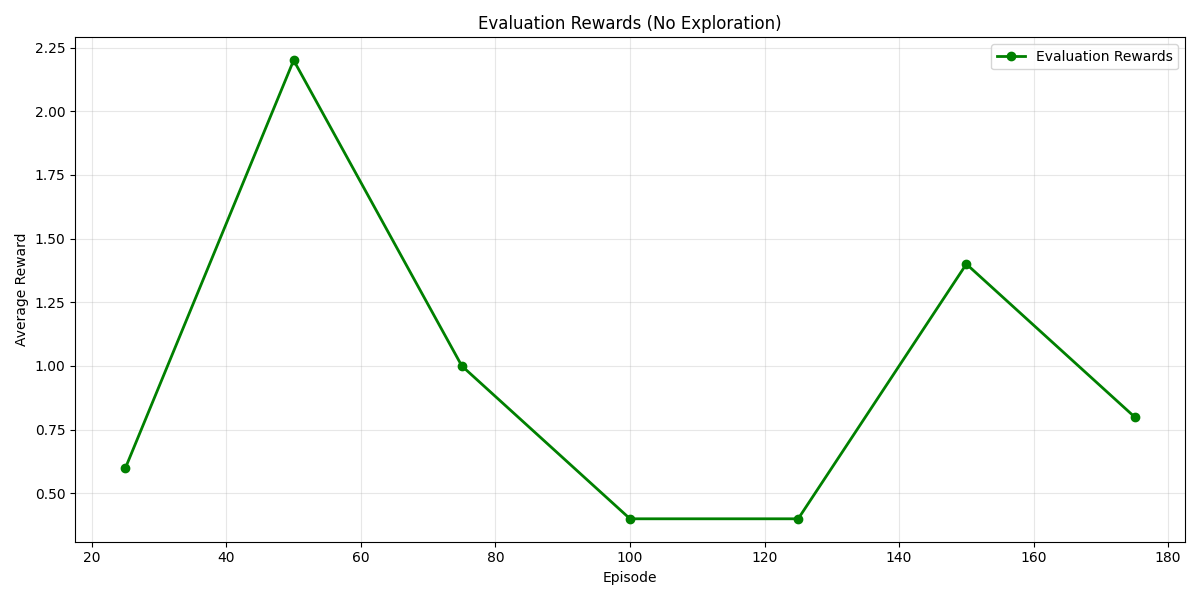 Evaluation Rewards (No Exploration)
Evaluation Rewards
2.25
2.00
1.75
1.50
1.25
1.00
0.75
0.50
Average Reward
20 40 60 80 100 120 140 160 180
Episode